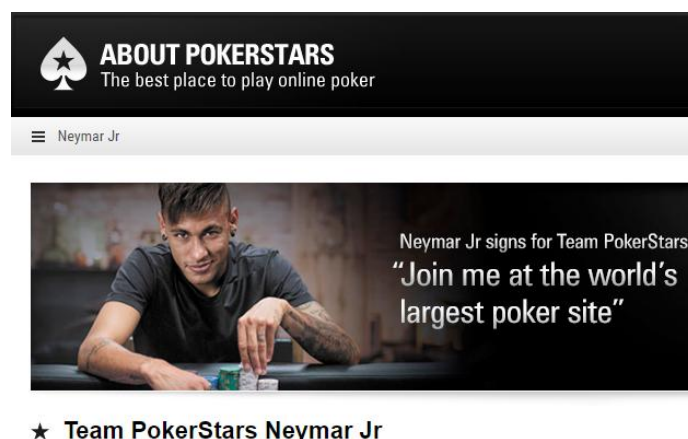 ABOUT POKERSTARS
The best place to play online poker
Neymar Jr
Neymar Jr signs for Team PokerStars
“Join me at the world’s
largest poker site”
★ Team PokerStars Neymar Jr